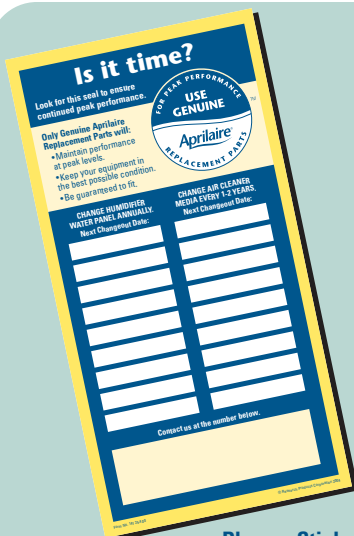 Is it time?
Look for this seal to ensure
continued peak performance.
FOR PEAK PERFORMANCE
USE
GENUINE
Aprilaire®
REPLACEMENT PARTS
TM
Only Genuine Aprilaire
Replacement Parts will:
•Maintain performance
at peak levels.
•Keep your equipment in
the best possible condition.
•Be guaranteed to fit.
CHANGE HUMIDIFIER
WATER PANEL ANNUALLY.
Next Changeout Date:
CHANGE AIR CLEANER
MEDIA EVERY 1-2 YEARS.
Next Changeout Date:
Contact us at the number below.